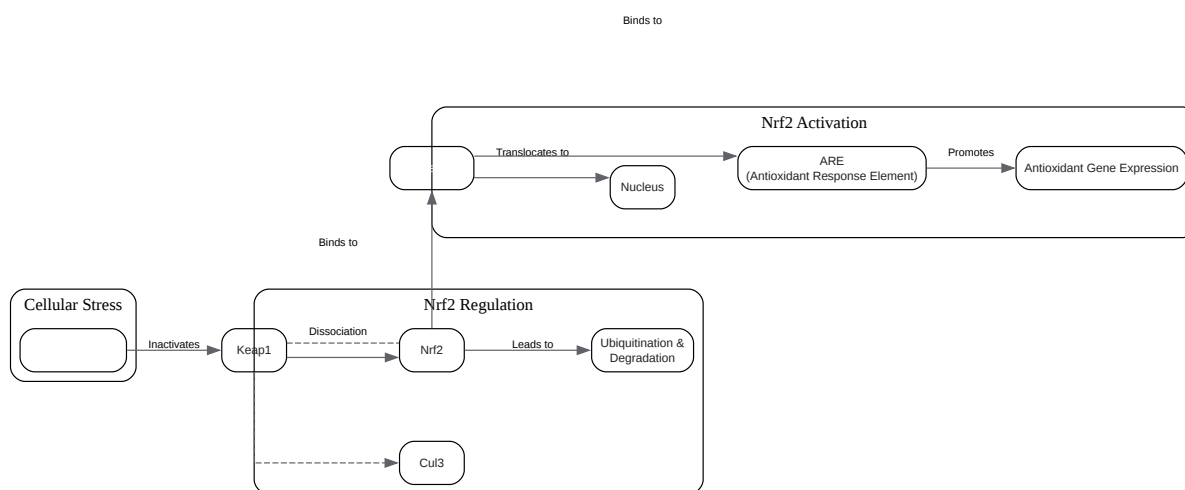 Binds to
Nrf2 Activation
Translocates to
ARE
(Antioxidant Response Element)
Promotes
Antioxidant Gene Expression
Nucleus
Binds to
Cellular Stress
Nrf2 Regulation
Inactivates
Keap1
Dissociation
Nrf2
Leads to
Ubiquitination &
Degradation
Cul3